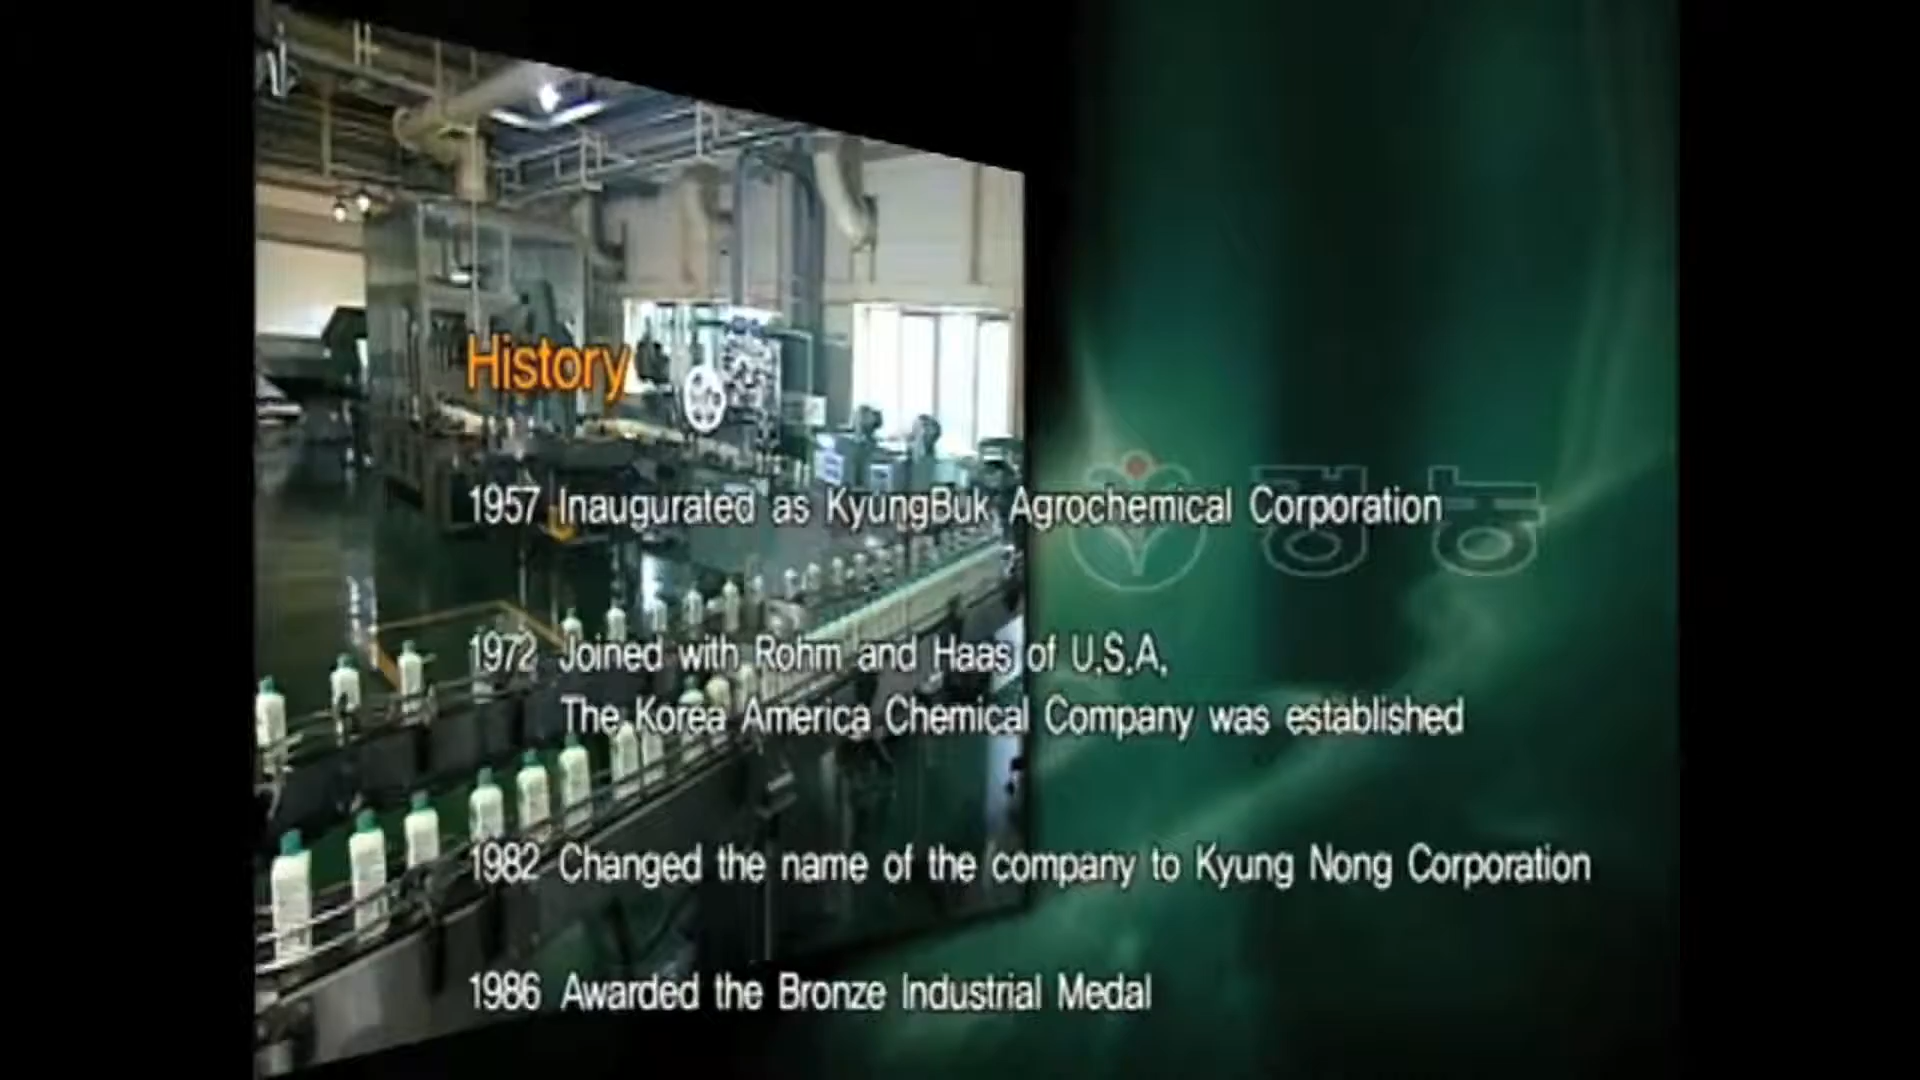 History
1957 Inaugurated as KyungBuk Agrochemical Corporation
경농
1972 Joined with Rohm and Haas of U.S.A.
The Korea America Chemical Company was established
1982 Changed the name of the company to Kyung Nong Corporation
1986 Awarded the Bronze Industrial Medal